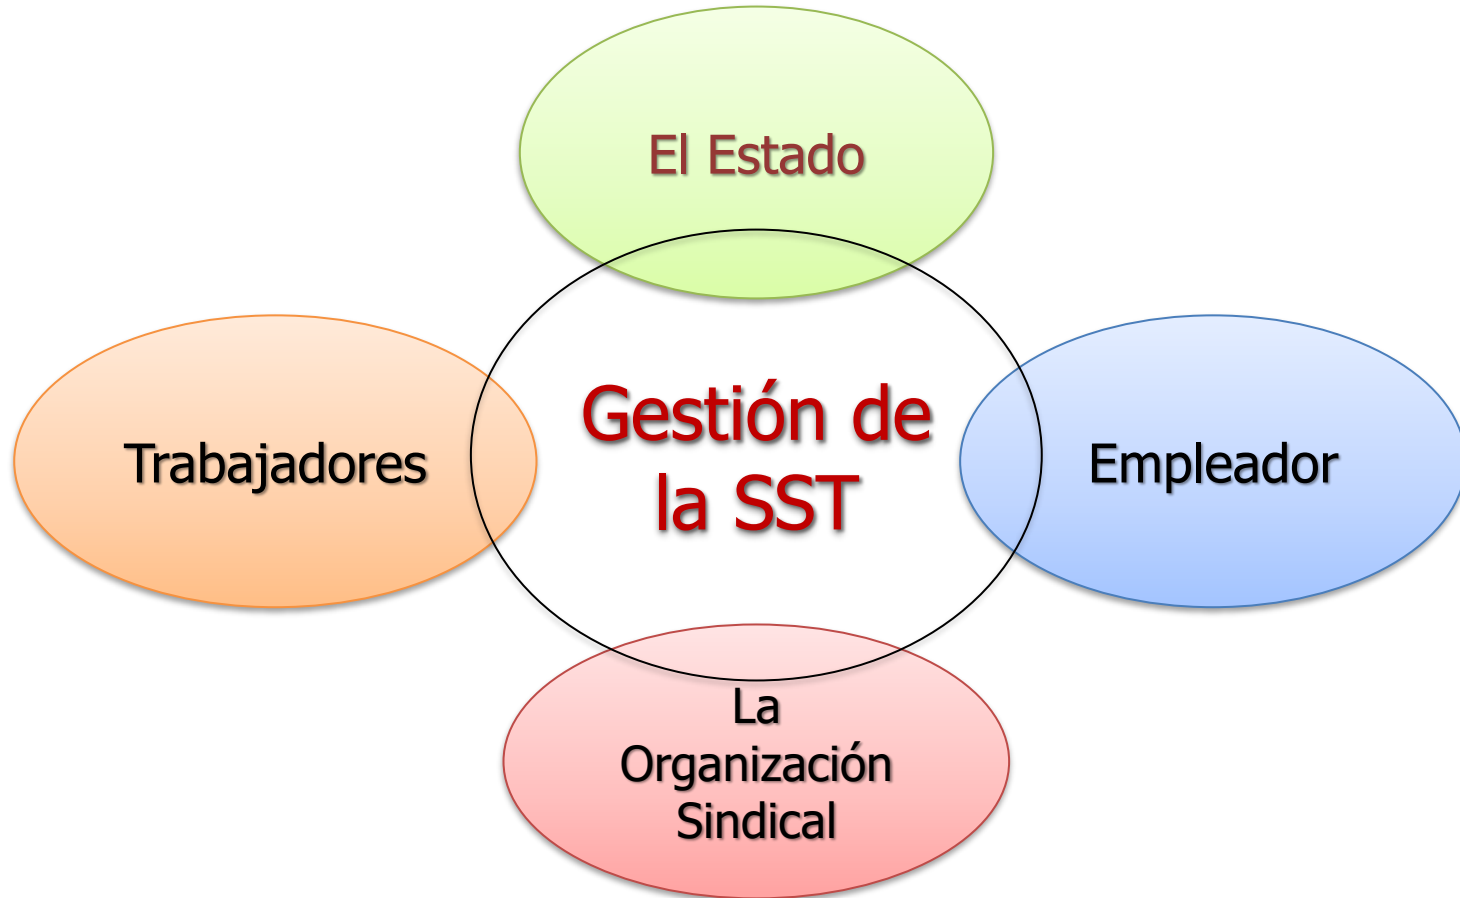 El Estado
Trabajadores
Gestión de
la SST
Empleador
La
Organización
Sindical